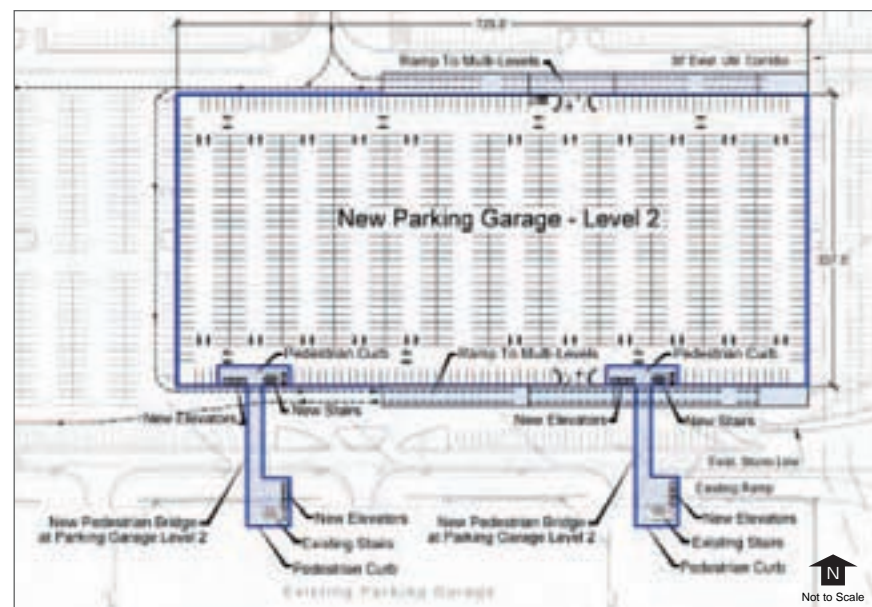 Ramp To Multi-Levels
New Parking Garage - Level 2
Pedestrian Curb
Ramp To Multi-Levels
Pedestrian Curb
New Elevators
New Stairs
New Elevators
New Stairs
Existing Ramp
New Pedestrian Bridge
at Parking Garage Level 2
New Elevators
Existing Stairs
Pedestrian Curb
New Pedestrian Bridge
at Parking Garage Level 2
New Elevators
Existing Stairs
Pedestrian Curb
Existing Parking Garage
N
Not to Scale